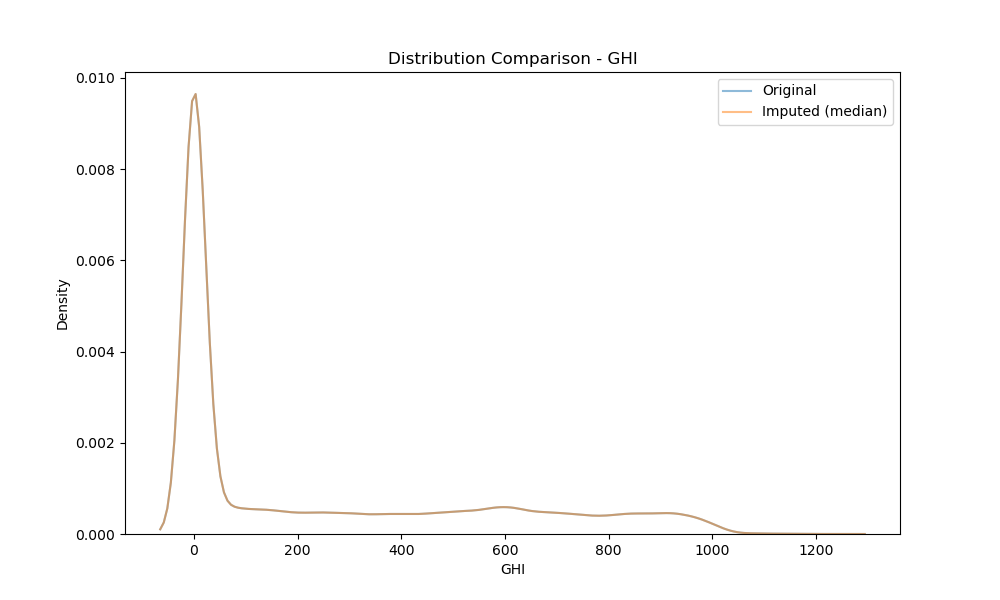 Distribution Comparison - GHI
Original
Imputed (median)
0.010
0.008
0.006
0.004
0.002
0.000
Density
0 200 400 600 800 1000 1200
GHI